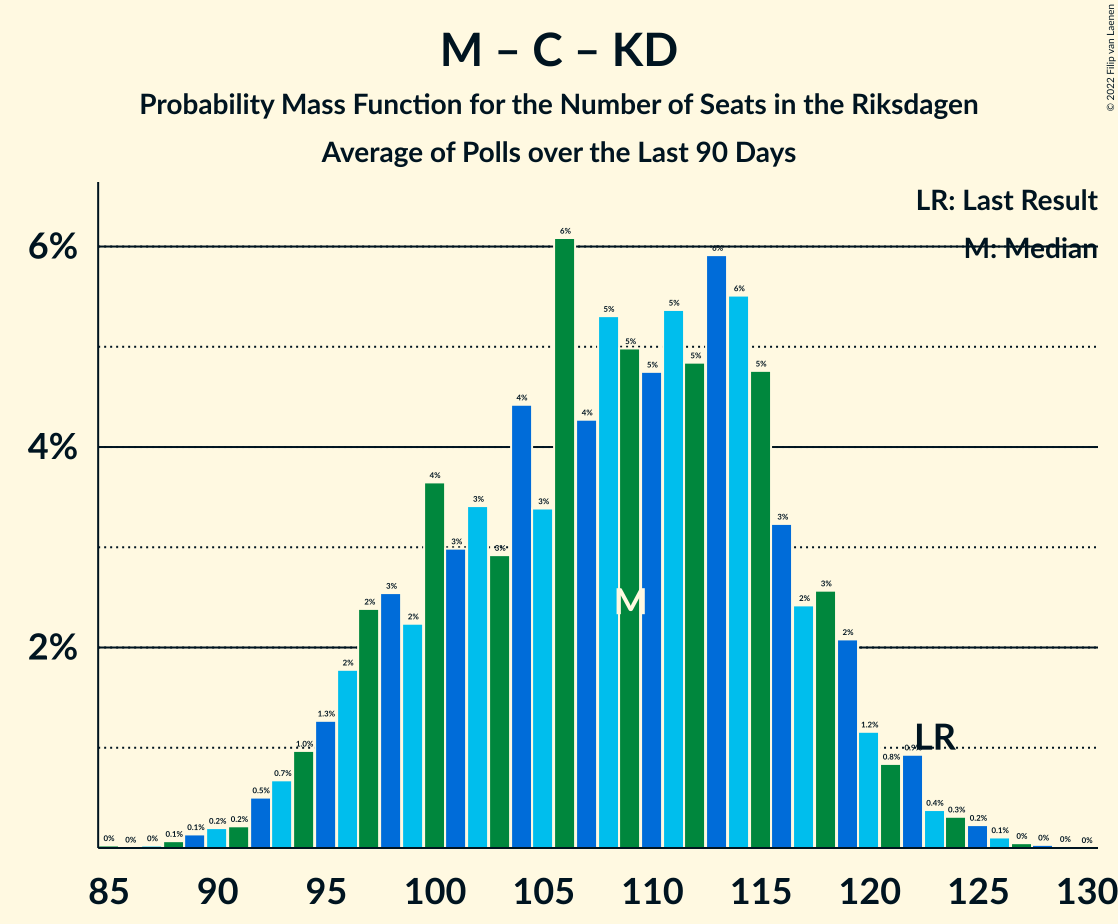 M – C – KD
Probability Mass Function for the Number of Seats in the Riksdagen
Average of Polls over the Last 90 Days
© 2022 Filip van Laenen
LR: Last Result
M: Median
6%
4%
2%
0% 0% 0% 0.1% 0.1% 0.2% 0.2% 0.5% 0.7% 1.0% 1.3% 2% 2% 3% 2% 4% 3% 3% 3% 4% 3% 6% 4% 5% 5% 5% 5% 5% 6% 6% 5% 3% 2% 3% 2% 1.2% 0.8% 0.9% 0.4% 0.3% 0.2% 0.1% 0% 0% 0% 0%
M
LR
85 90 95 100 105 110 115 120 125 130